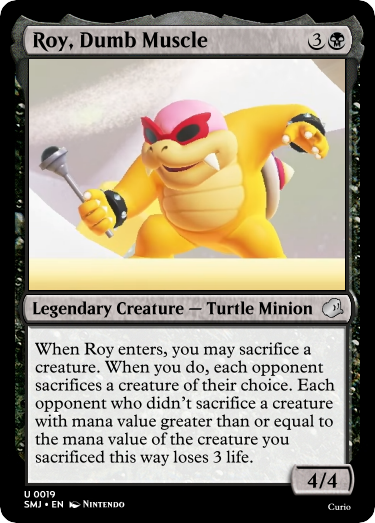 Roy, Dumb Muscle 3
Legendary Creature — Turtle Minion
When Roy enters, you may sacrifice a
creature. When you do, each opponent
sacrifices a creature of their choice. Each
opponent who didn't sacrifice a creature
with mana value greater than or equal to
the mana value of the creature you
sacrificed this way loses 3 life.
4/4
U 0019
SMJ • EN Nintendo
Curio